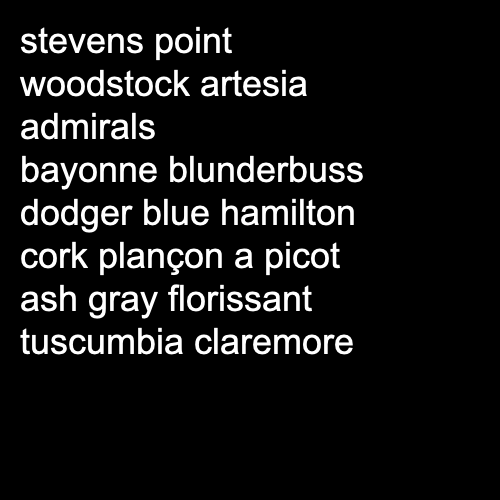 stevens point
woodstock artesia
admirals
bayonne blunderbuss
dodger blue hamilton
cork plançon a picot
ash gray florissant
tuscumbia claremore